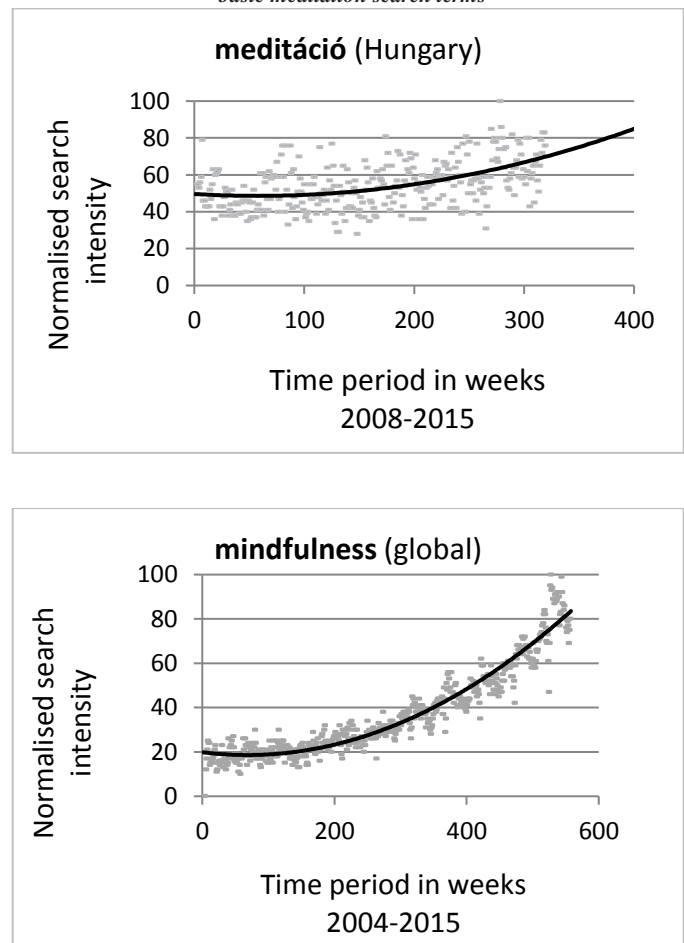 basic meditation search terms
meditáció (Hungary)
Normalised search
intensity
100
80
60
40
20
0
0 100 200 300 400
Time period in weeks
2008-2015
mindfulness (global)
Normalised search
intensity
100
80
60
40
20
0
0 200 400 600
Time period in weeks
2004-2015